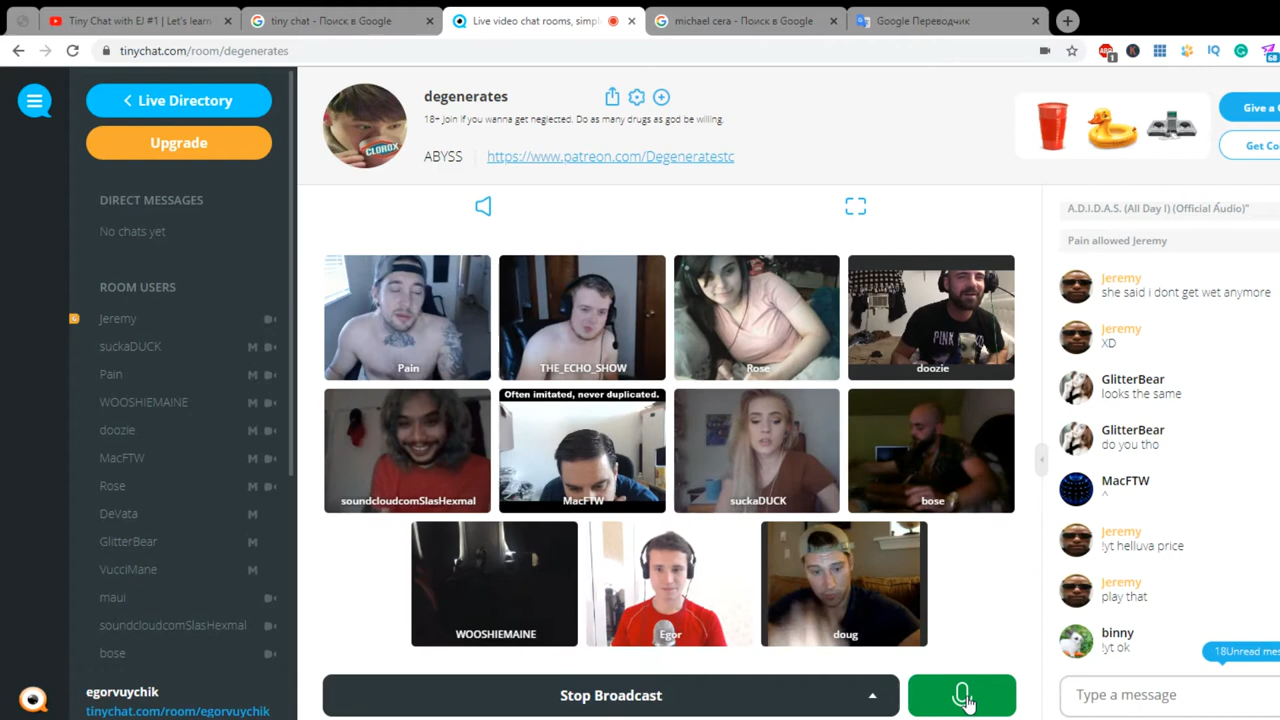 Tiny Chat with EJ #1 | Let's learn
tiny chat - Поиск в Google
Live video chat rooms, simpl
michael cera - Поиск в Google
Google Переводчик
tinychat.com/room/degenerates
ABP
1
K
IQ
G
68
Live Directory
Upgrade
DIRECT MESSAGES
No chats yet
ROOM USERS
Jeremy
suckaDUCK M
Pain M
WOOSHIEMAINE M
doozie M
MacFTW M
Rose M
DeVata M
GlitterBear M
VucciMane M
maui
soundcloudcomSlasHexmal
bose
egorvuychik
tinychat.com/room/egorvuychik
CLOROX
degenerates
18+ Join if you wanna get neglected. Do as many drugs as god be willing.
ABYSS
https://www.patreon.com/Degeneratestc
Give a G
Get Coi
Pain
THE_ECHO_SHOW
Rose
PINK
doozie
soundcloudcomSlasHexmal
Often imitated, never duplicated.
MacFTW
suckaDUCK
bose
WOOSHIEMAINE
Egor
doug
Stop Broadcast
A.D.I.D.A.S. (All Day I) (Official Audio)"
Pain allowed Jeremy
Jeremy
she said i dont get wet anymore
Jeremy
XD
GlitterBear
looks the same
GlitterBear
do you tho
MacFTW
^
Jeremy
!yt helluva price
Jeremy
play that
binny
!yt ok
18Unread mes
Type a message